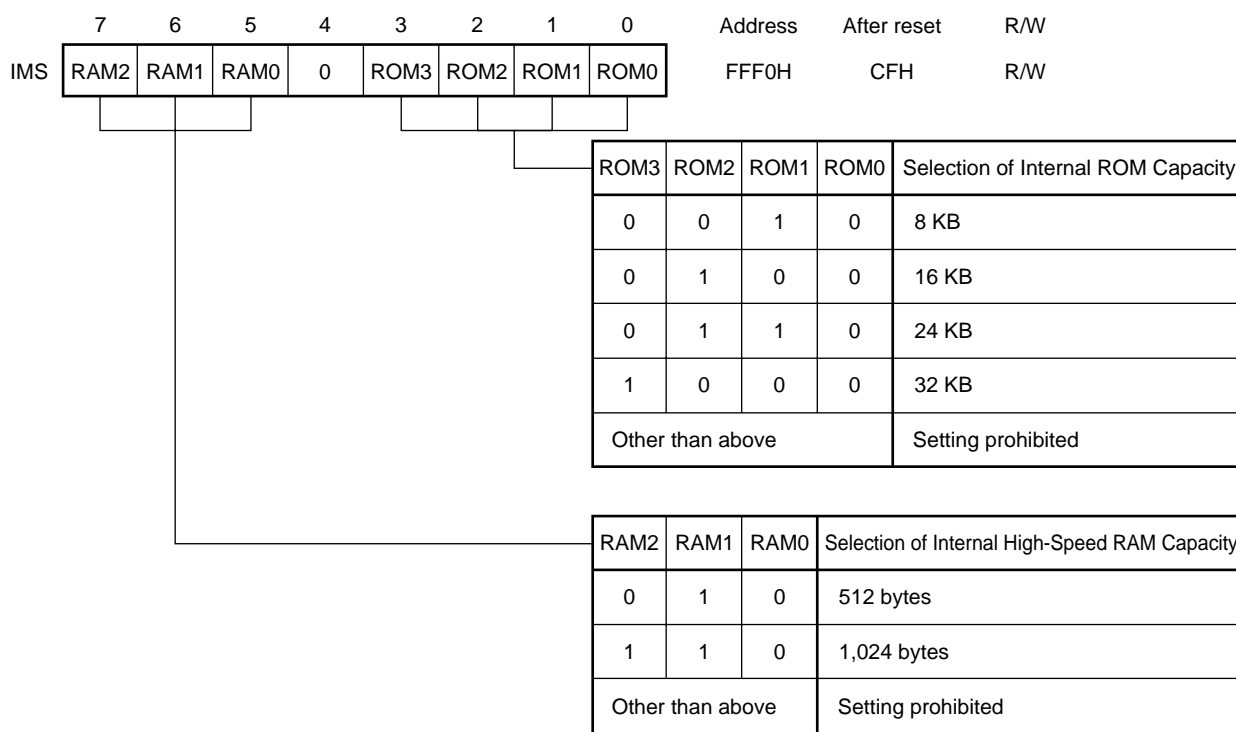 7 6 5 4 3 2 1 0 Address After reset R/W
IMS RAM2 RAM1 RAM0 0 ROM3 ROM2 ROM1 ROM0 FFF0H CFH R/W
ROM3 ROM2 ROM1 ROM0 Selection of Internal ROM Capacity
0 0 1 0 8 KB
0 1 0 0 16 KB
0 1 1 0 24 KB
1 0 0 0 32 KB
Other than above Setting prohibited
RAM2 RAM1 RAM0 Selection of Internal High-Speed RAM Capacity
0 1 0 512 bytes
1 1 0 1,024 bytes
Other than above Setting prohibited